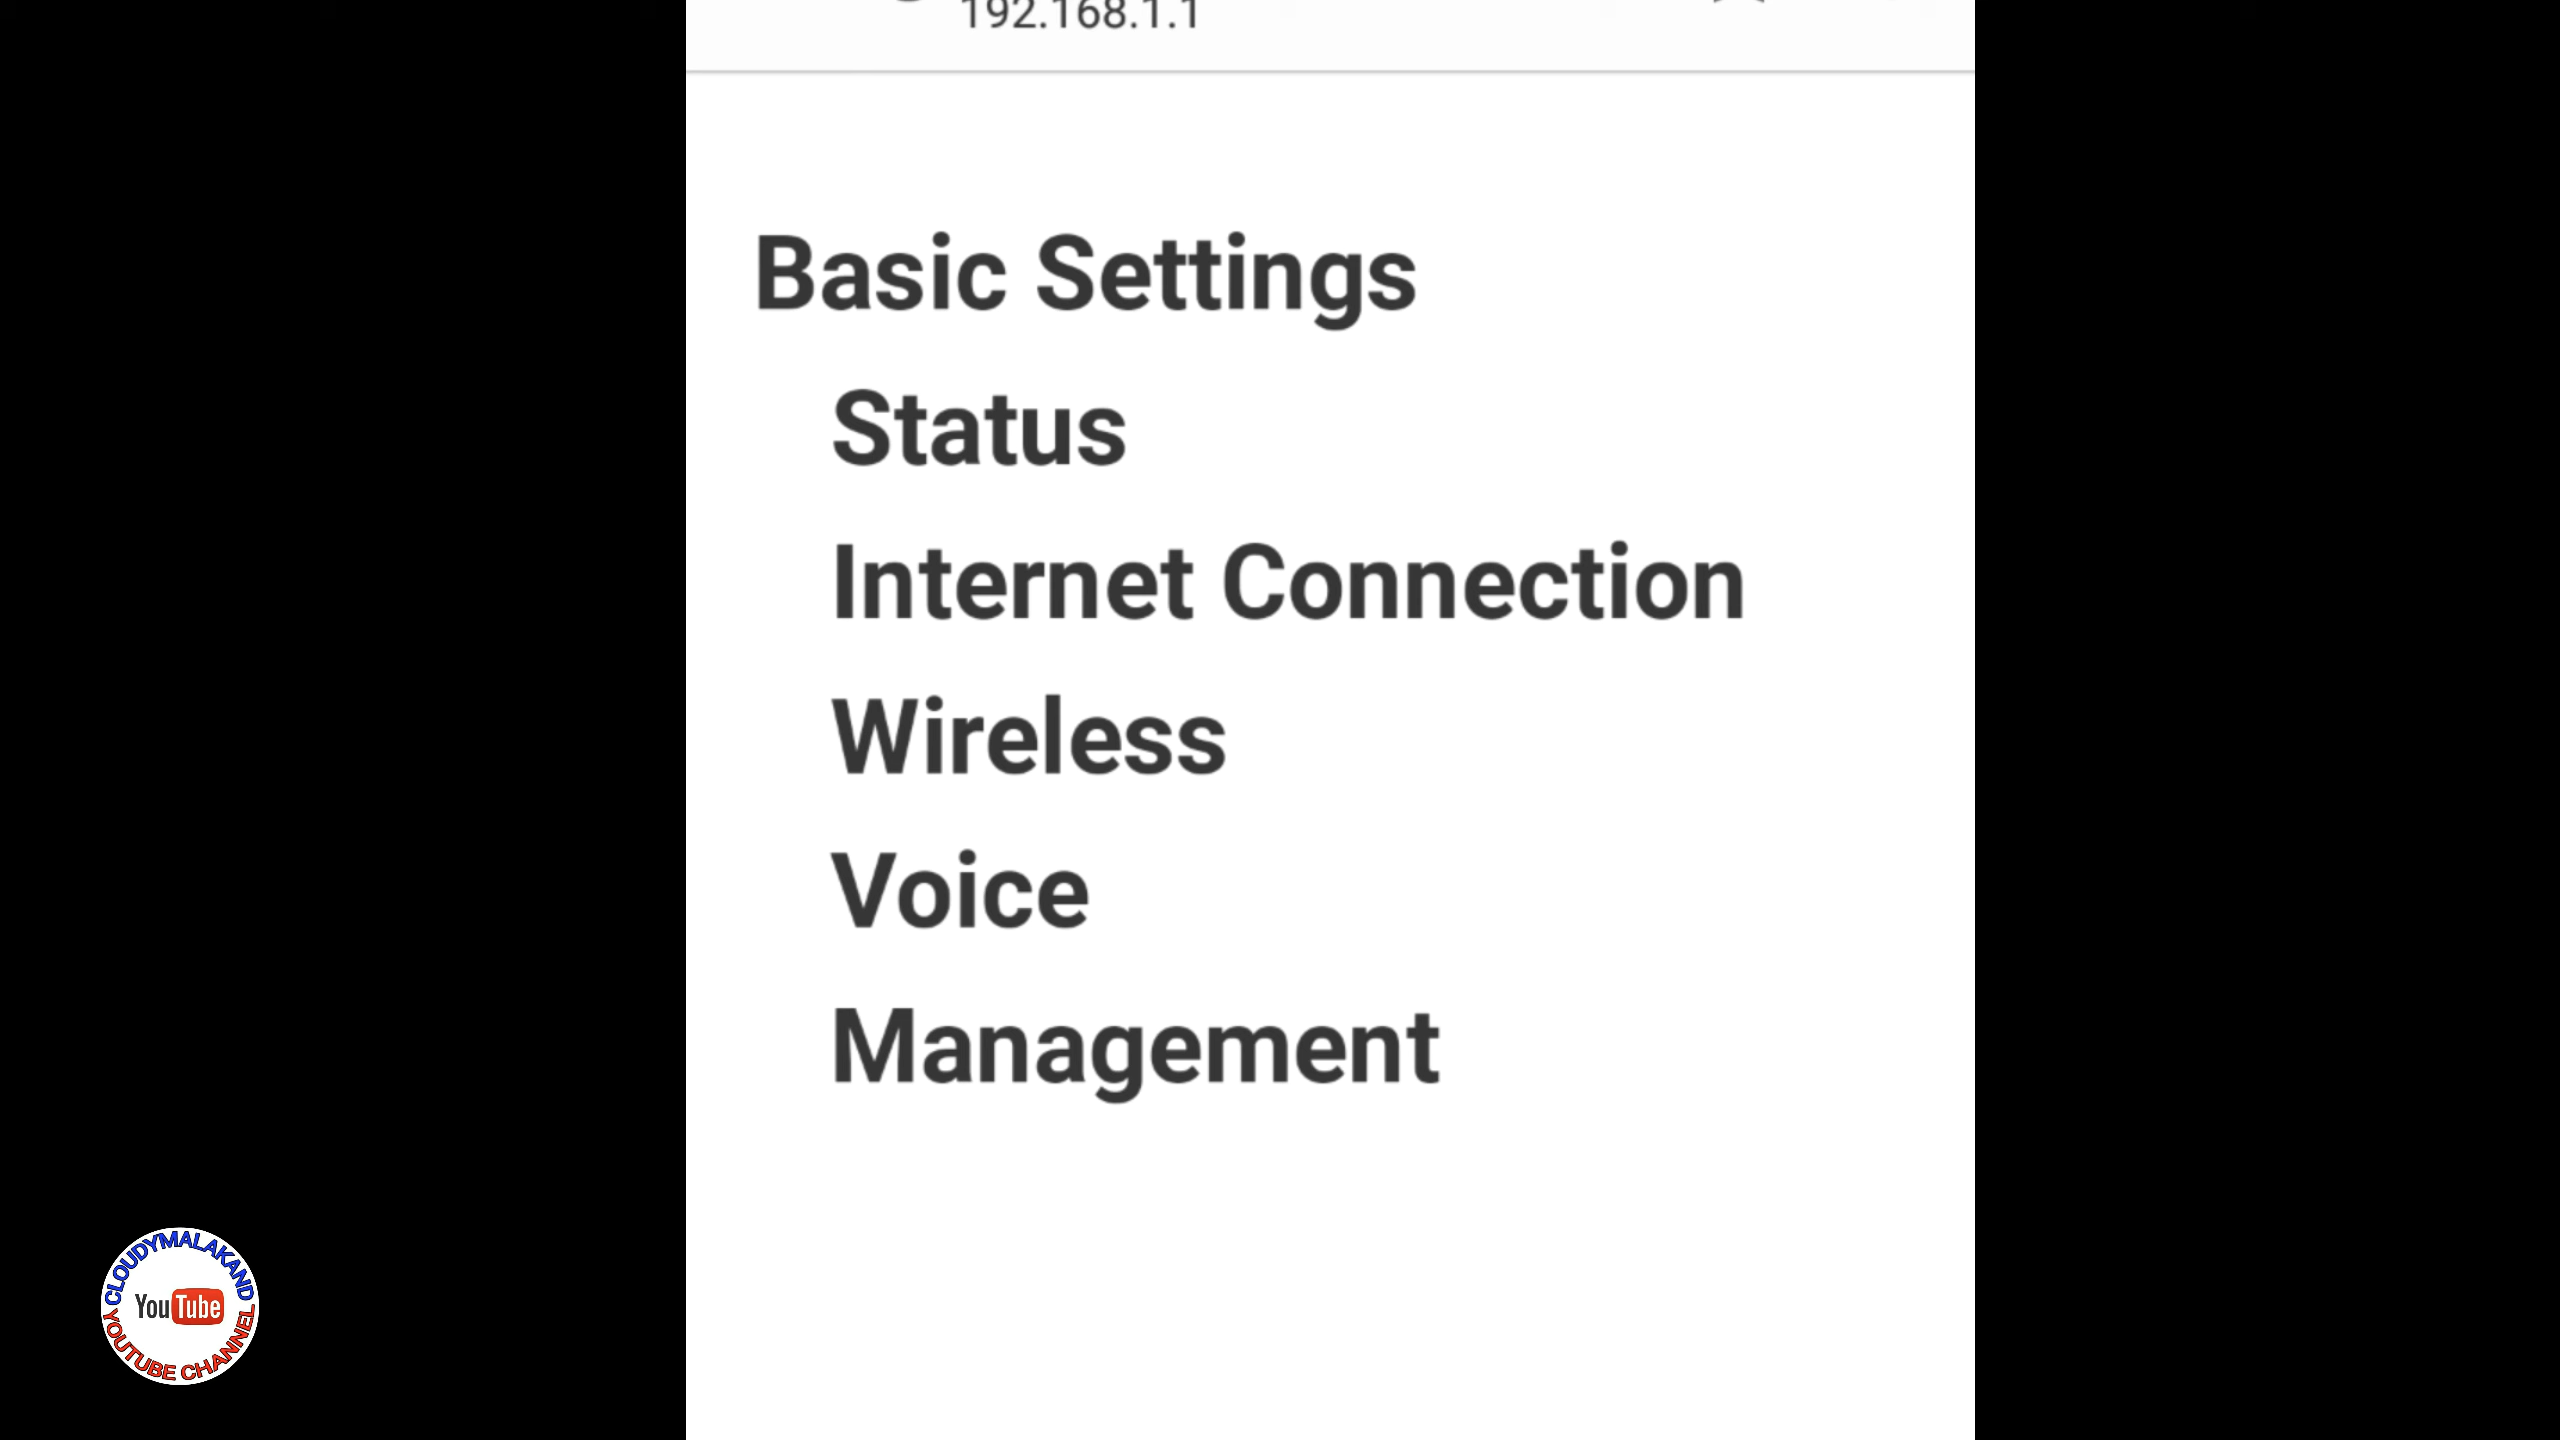 192.168.1.1
Basic Settings
Status
Internet Connection
Wireless
Voice
Management
CLOUDYMALAKAND
YouTube
YOUTUBE CHANNEL